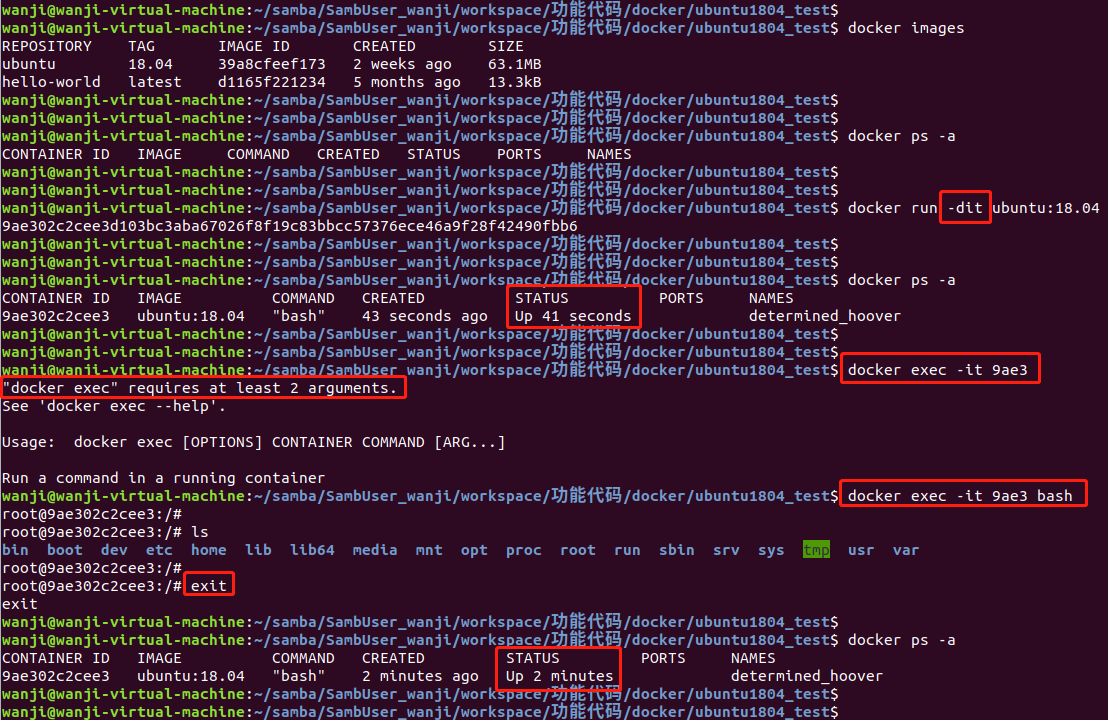 wanji@wanji-virtual-machine:~/samba/SambUser_wanji/workspace/功能代码/docker/ubuntu1804_test$
wanji@wanji-virtual-machine:~/samba/SambUser_wanji/workspace/功能代码/docker/ubuntu1804_test$ docker images
REPOSITORY    TAG       IMAGE ID       CREATED        SIZE
ubuntu        18.04     39a8cfeef173   2 weeks ago    63.1MB
hello-world   latest    d1165f221234   5 months ago   13.3kB
wanji@wanji-virtual-machine:~/samba/SambUser_wanji/workspace/功能代码/docker/ubuntu1804_test$
wanji@wanji-virtual-machine:~/samba/SambUser_wanji/workspace/功能代码/docker/ubuntu1804_test$
wanji@wanji-virtual-machine:~/samba/SambUser_wanji/workspace/功能代码/docker/ubuntu1804_test$ docker ps -a
CONTAINER ID   IMAGE     COMMAND   CREATED   STATUS    PORTS     NAMES
wanji@wanji-virtual-machine:~/samba/SambUser_wanji/workspace/功能代码/docker/ubuntu1804_test$
wanji@wanji-virtual-machine:~/samba/SambUser_wanji/workspace/功能代码/docker/ubuntu1804_test$
wanji@wanji-virtual-machine:~/samba/SambUser_wanji/workspace/功能代码/docker/ubuntu1804_test$ docker run -dit ubuntu:18.04
9ae302c2cee3d103bc3aba67026f8f19c83bbcc57376ece46a9f28f42490fbb6
wanji@wanji-virtual-machine:~/samba/SambUser_wanji/workspace/功能代码/docker/ubuntu1804_test$
wanji@wanji-virtual-machine:~/samba/SambUser_wanji/workspace/功能代码/docker/ubuntu1804_test$
wanji@wanji-virtual-machine:~/samba/SambUser_wanji/workspace/功能代码/docker/ubuntu1804_test$ docker ps -a
CONTAINER ID   IMAGE          COMMAND   CREATED          STATUS          PORTS     NAMES
9ae302c2cee3   ubuntu:18.04   "bash"    43 seconds ago   Up 41 seconds             determined_hoover
wanji@wanji-virtual-machine:~/samba/SambUser_wanji/workspace/功能代码/docker/ubuntu1804_test$
wanji@wanji-virtual-machine:~/samba/SambUser_wanji/workspace/功能代码/docker/ubuntu1804_test$
wanji@wanji-virtual-machine:~/samba/SambUser_wanji/workspace/功能代码/docker/ubuntu1804_test$ docker exec -it 9ae3
"docker exec" requires at least 2 arguments.
See 'docker exec --help'.
Usage:  docker exec [OPTIONS] CONTAINER COMMAND [ARG...]
Run a command in a running container
wanji@wanji-virtual-machine:~/samba/SambUser_wanji/workspace/功能代码/docker/ubuntu1804_test$ docker exec -it 9ae3 bash
root@9ae302c2cee3:/#
root@9ae302c2cee3:/# ls
bin  boot  dev  etc  home  lib  lib64  media  mnt  opt  proc  root  run  sbin  srv  sys  tmp  usr  var
root@9ae302c2cee3:/#
root@9ae302c2cee3:/# exit
exit
wanji@wanji-virtual-machine:~/samba/SambUser_wanji/workspace/功能代码/docker/ubuntu1804_test$
wanji@wanji-virtual-machine:~/samba/SambUser_wanji/workspace/功能代码/docker/ubuntu1804_test$ docker ps -a
CONTAINER ID   IMAGE          COMMAND   CREATED         STATUS         PORTS     NAMES
9ae302c2cee3   ubuntu:18.04   "bash"    2 minutes ago   Up 2 minutes             determined_hoover
wanji@wanji-virtual-machine:~/samba/SambUser_wanji/workspace/功能代码/docker/ubuntu1804_test$
wanji@wanji-virtual-machine:~/samba/SambUser_wanji/workspace/功能代码/docker/ubuntu1804_test$